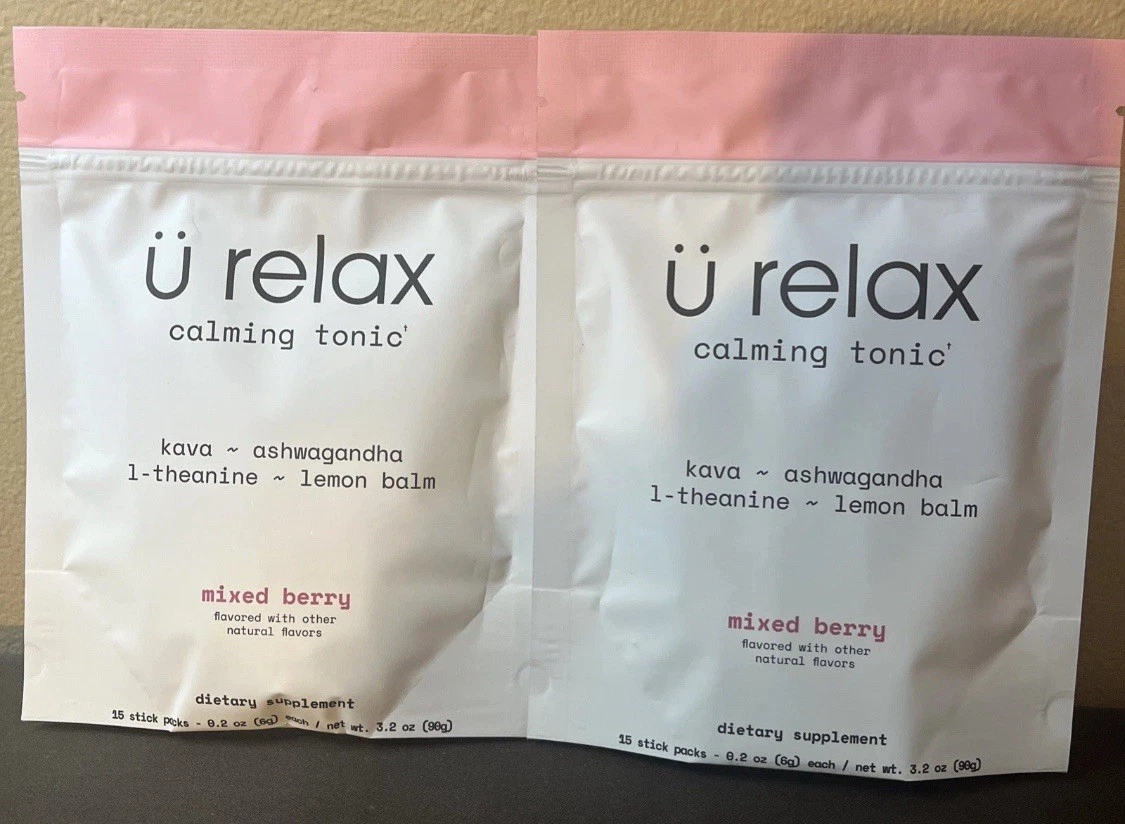 ü relax
calming tonic†
kava ~ ashwagandha
l-theanine ~ lemon balm
mixed berry
flavored with other
natural flavors
dietary supplement
15 stick packs - 0.2 oz (6g) each / net wt. 3.2 oz (90g)
ü relax
calming tonic†
kava ~ ashwagandha
l-theanine ~ lemon balm
mixed berry
flavored with other
natural flavors
dietary supplement
15 stick packs - 0.2 oz (6g) each / net wt. 3.2 oz (90g)